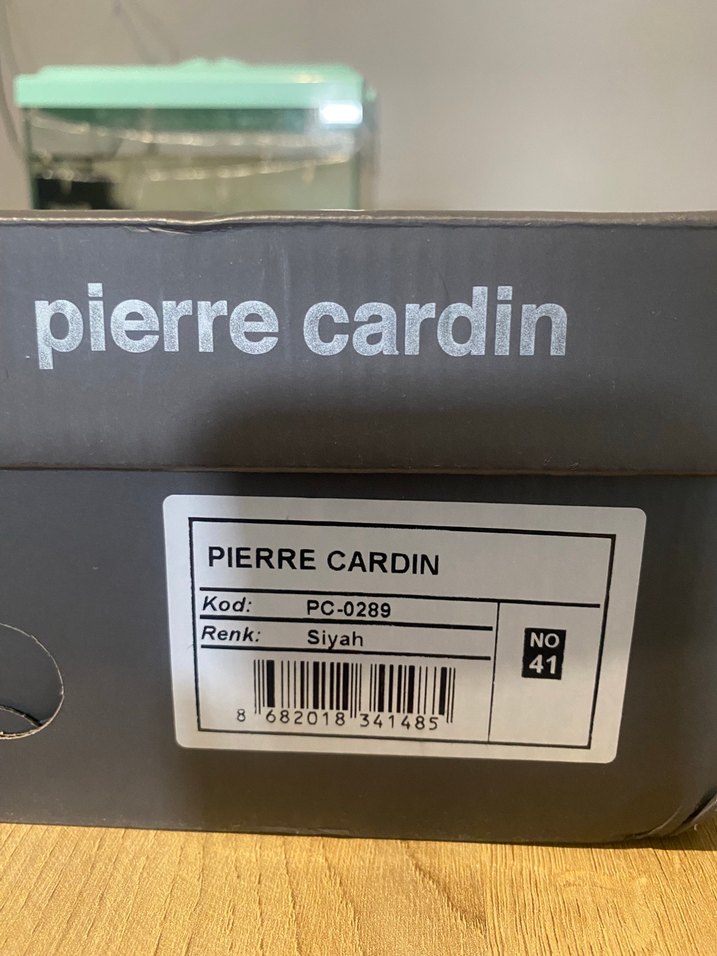 pierre cardin
PIERRE CARDIN
Kod: PC-0289
Renk: Siyah
NO
41
8 682018 341485